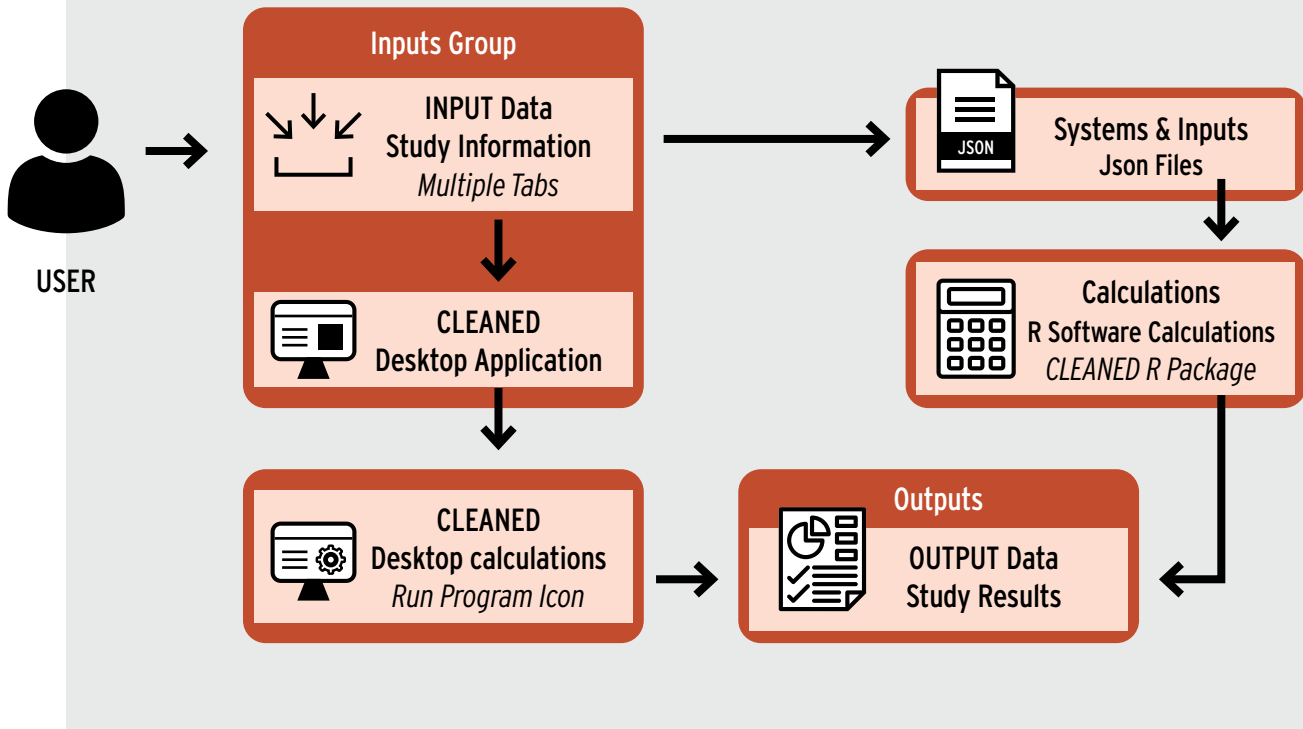 USER
Inputs Group
INPUT Data
Study Information
Multiple Tabs
CLEANED
Desktop Application
CLEANED
Desktop calculations
Run Program Icon
JSON
Systems & Inputs
Json Files
Calculations
R Software Calculations
CLEANED R Package
Outputs
OUTPUT Data
Study Results